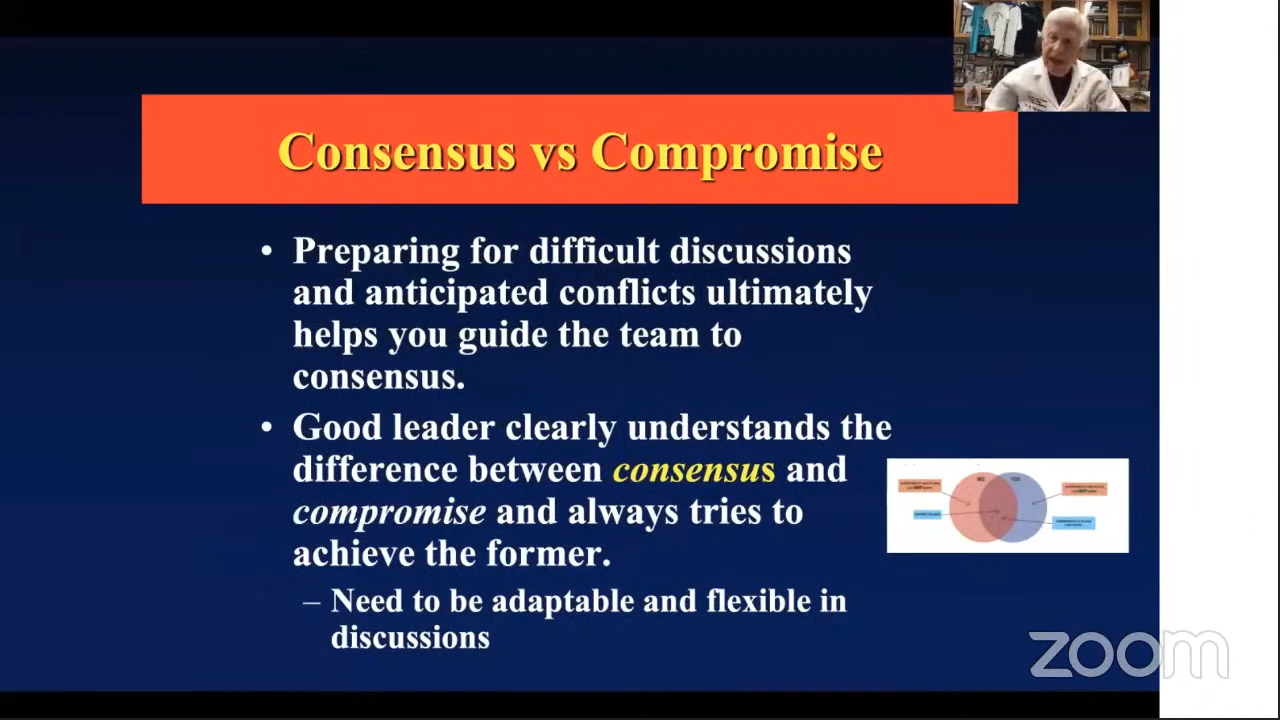 Consensus vs Compromise
• Preparing for difficult discussions
and anticipated conflicts ultimately
helps you guide the team to
consensus.
• Good leader clearly understands the
difference between consensus and
compromise and always tries to
achieve the former.
– Need to be adaptable and flexible in
discussions
ME
YOU
zoom